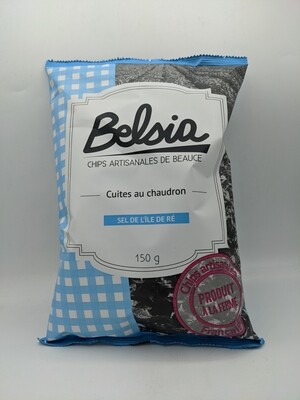 Belsia
CHIPS ARTISANALES DE BEAUCE
Cuites au chaudron
SEL DE L'ÎLE DE RÉ
150 g
PRODUIT
À LA FERME